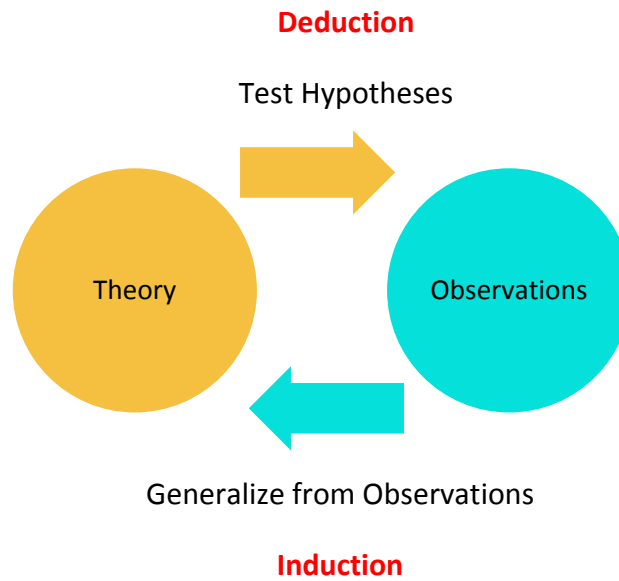 Deduction
Test Hypotheses
Theory
Observations
Generalize from Observations
Induction